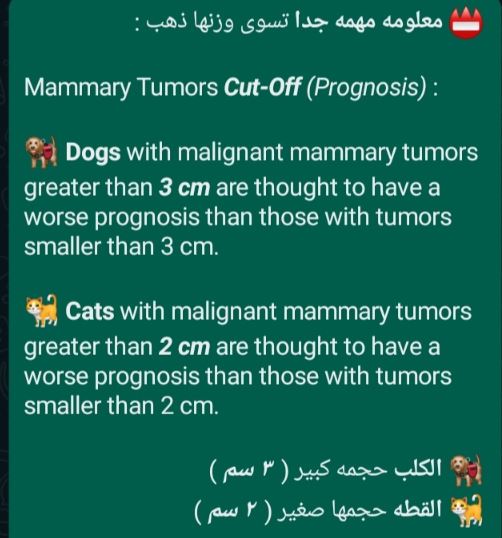 معلومه مهمه جدا تسوى وزنها ذهب :
Mammary Tumors Cut-Off (Prognosis) :
Dogs with malignant mammary tumors
greater than 3 cm are thought to have a
worse prognosis than those with tumors
smaller than 3 cm.
Cats with malignant mammary tumors
greater than 2 cm are thought to have a
worse prognosis than those with tumors
smaller than 2 cm.
الكلب حجمه كبير ( ٣ سم )
القطه حجمها صغير ( ٢ سم )